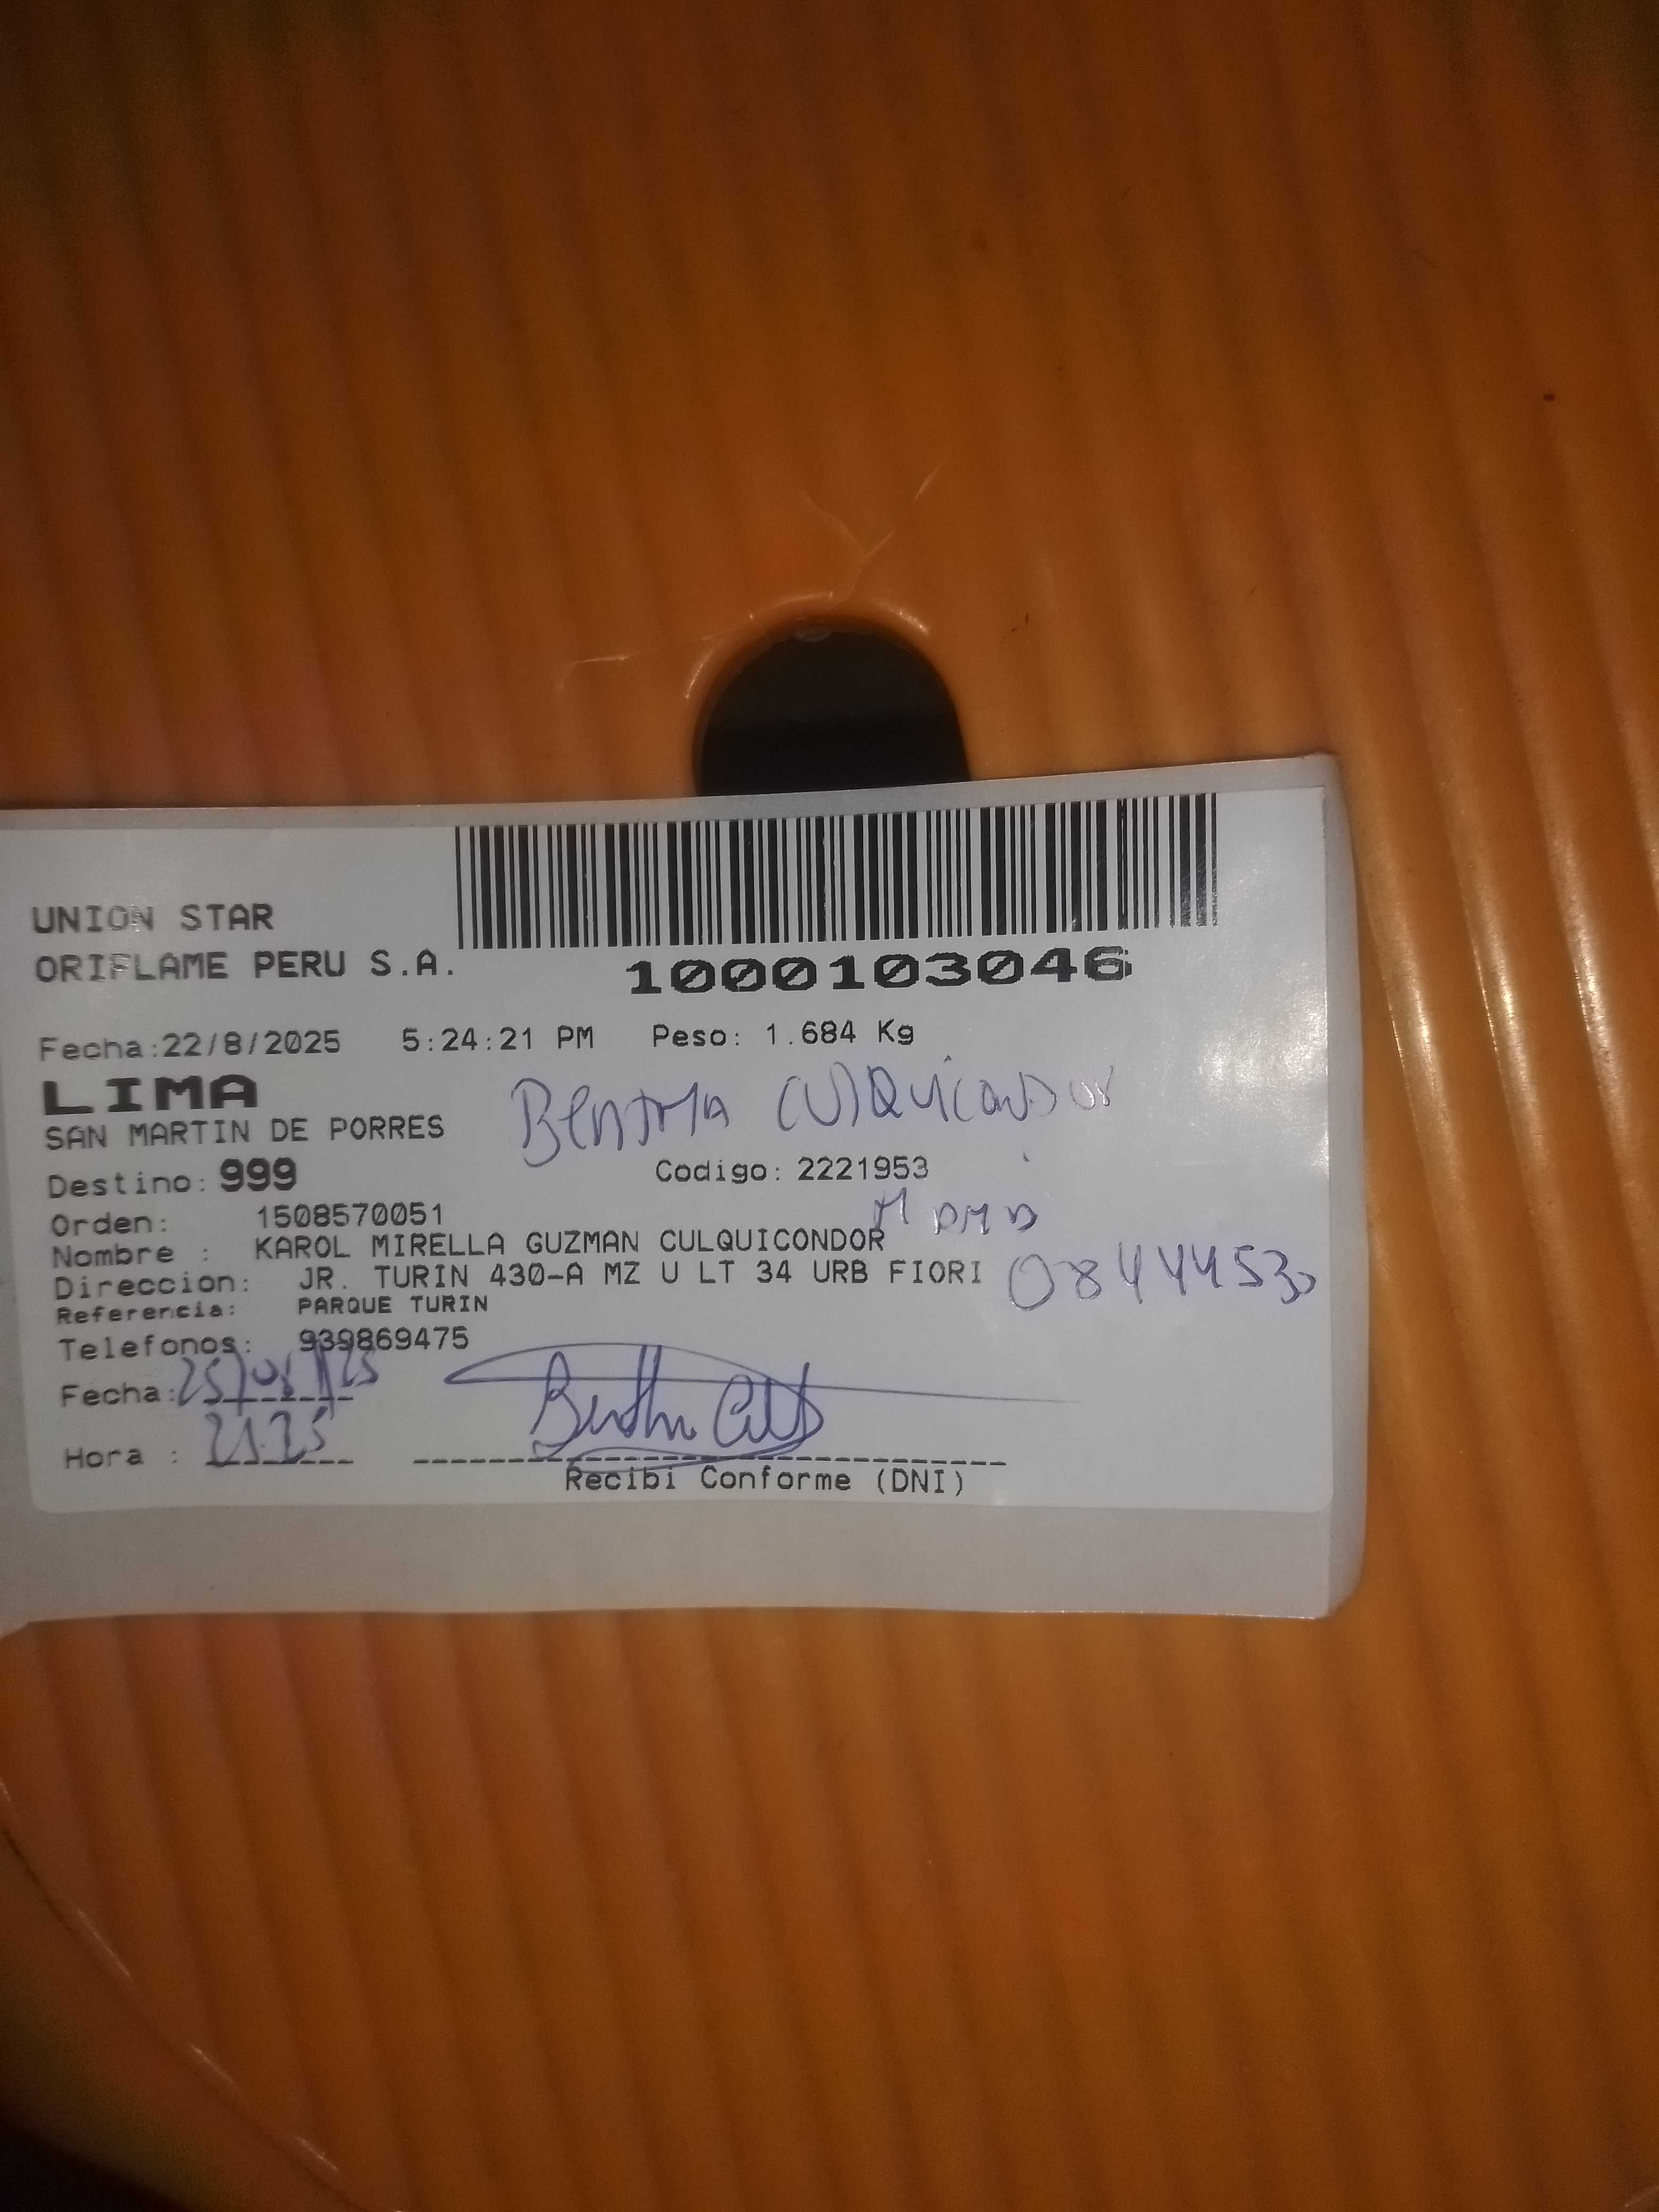 UNION STAR
ORIFLAME PERU S.A.
1000103046
Fecha:22/8/2025 5:24:21 PM Peso: 1.684 Kg
LIMA
SAN MARTIN DE PORRES
CULQUICONDOR
Destino: 999 Codigo: 2221953
Orden: 1508570051
MAMA
Nombre : KAROL MIRELLA GUZMAN CULQUICONDOR
Direccion: JR. TURIN 430-A MZ U LT 34 URB FIORI
Referencia: PARQUE TURIN
Telefonos: 939869475
Fecha:
Hora :
Recibi Conforme (DNI)